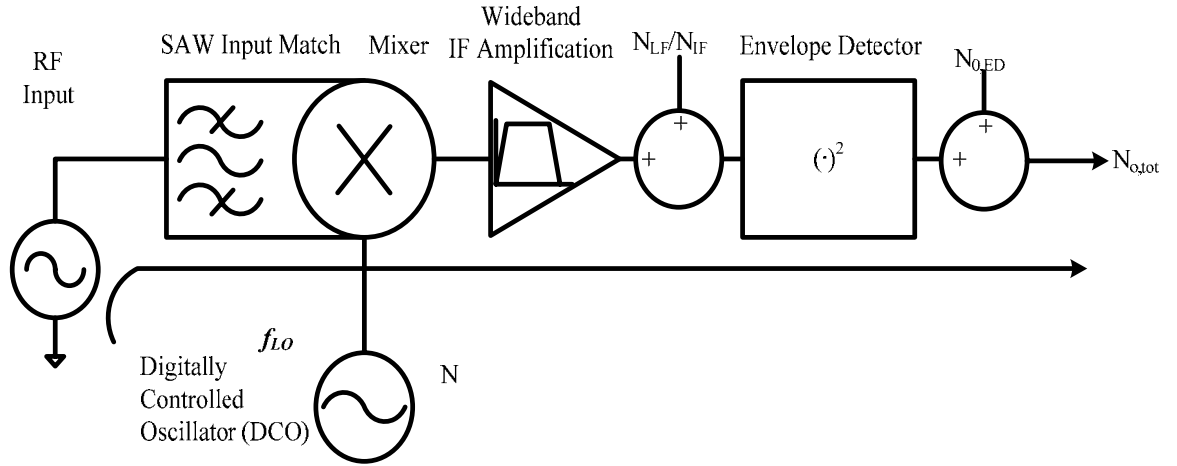 Wideband
SAW Input Match
Mixer
IF Amplification
N_LF/N_IF
Envelope Detector
RF
Input
N_0,ED
+
+
+
+
(·)²
N_o,tot
f_LO
Digitally
Controlled
Oscillator (DCO)
N